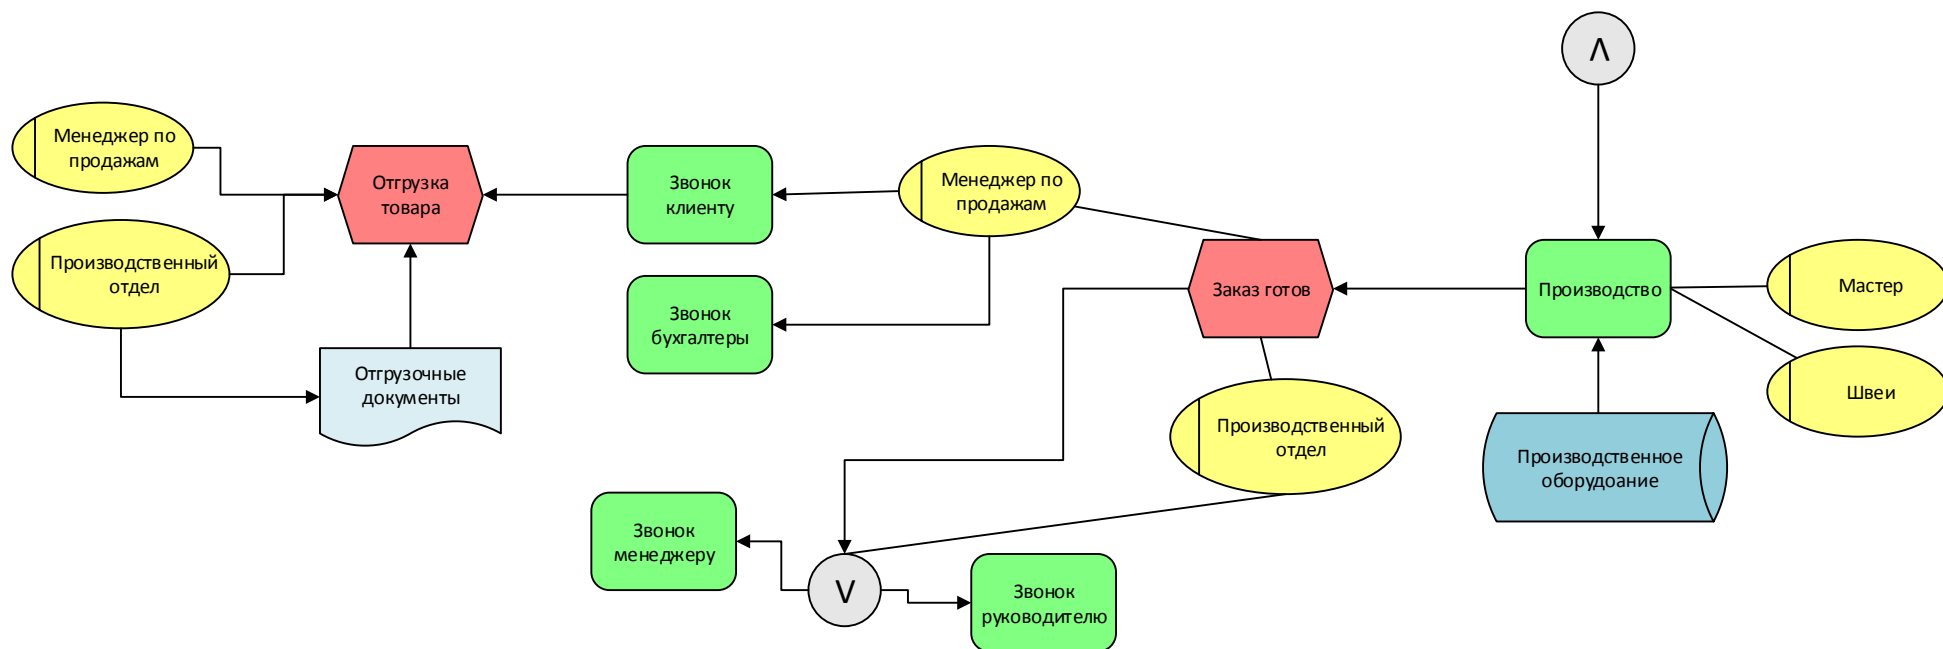 Λ
Менеджер по
продажам
Отгрузка
товара
Звонок
клиенту
Менеджер по
продажам
Производственный
отдел
Заказ готов
Производство
Мастер
Звонок
бухгалтеры
Отгрузочные
документы
Швеи
Производственный
отдел
Производственное
оборудоание
Звонок
менеджеру
V
Звонок
руководителю